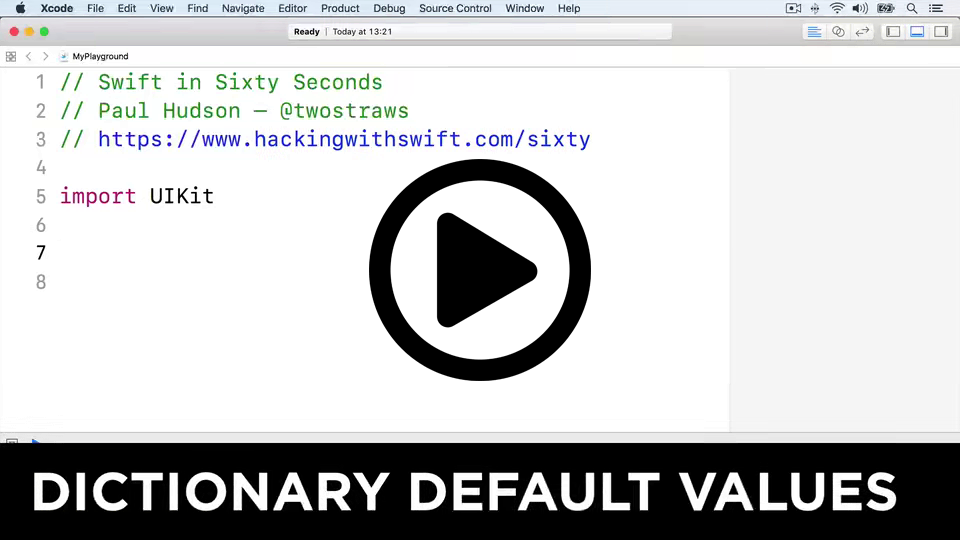 Xcode File Edit View Find Navigate Editor Product Debug Source Control Window Help
Ready | Today at 13:21
MyPlayground
1 // Swift in Sixty Seconds
2 // Paul Hudson — @twostraws
3 // https://www.hackingwithswift.com/sixty
4
5 import UIKit
6
7
8
DICTIONARY DEFAULT VALUES